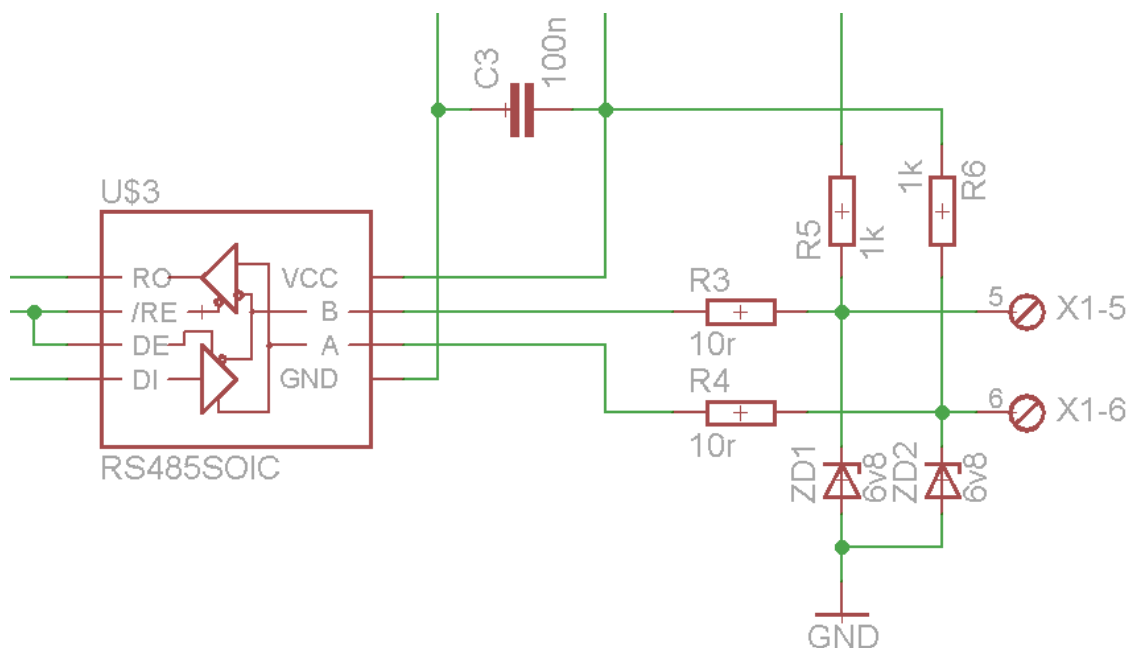 C3
100n
U$3
RO
/RE
DE
DI
VCC
B
A
GND
RS485SOIC
R3
10r
R4
10r
R5
1k
1k
R6
5
X1-5
6
X1-6
ZD1
6v8
ZD2
6v8
GND